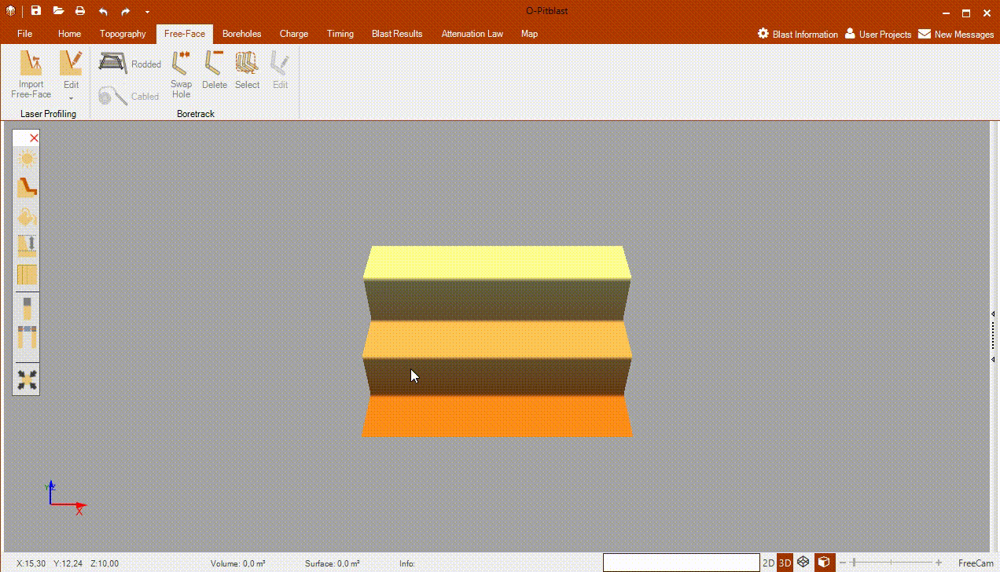 O-Pitblast
File Home Topography Free-Face Boreholes Charge Timing Blast Results Attenuation Law Map Blast Information User Projects New Messages
Import Free-Face Edit Rodded Cabled Swap Hole Delete Select Edit
Laser Profiling Boretrack
X
X:15,30 Y:12,24 Z:10,00 Volume: 0,0 m³ Surface: 0,0 m² Info: 2D 3D FreeCam